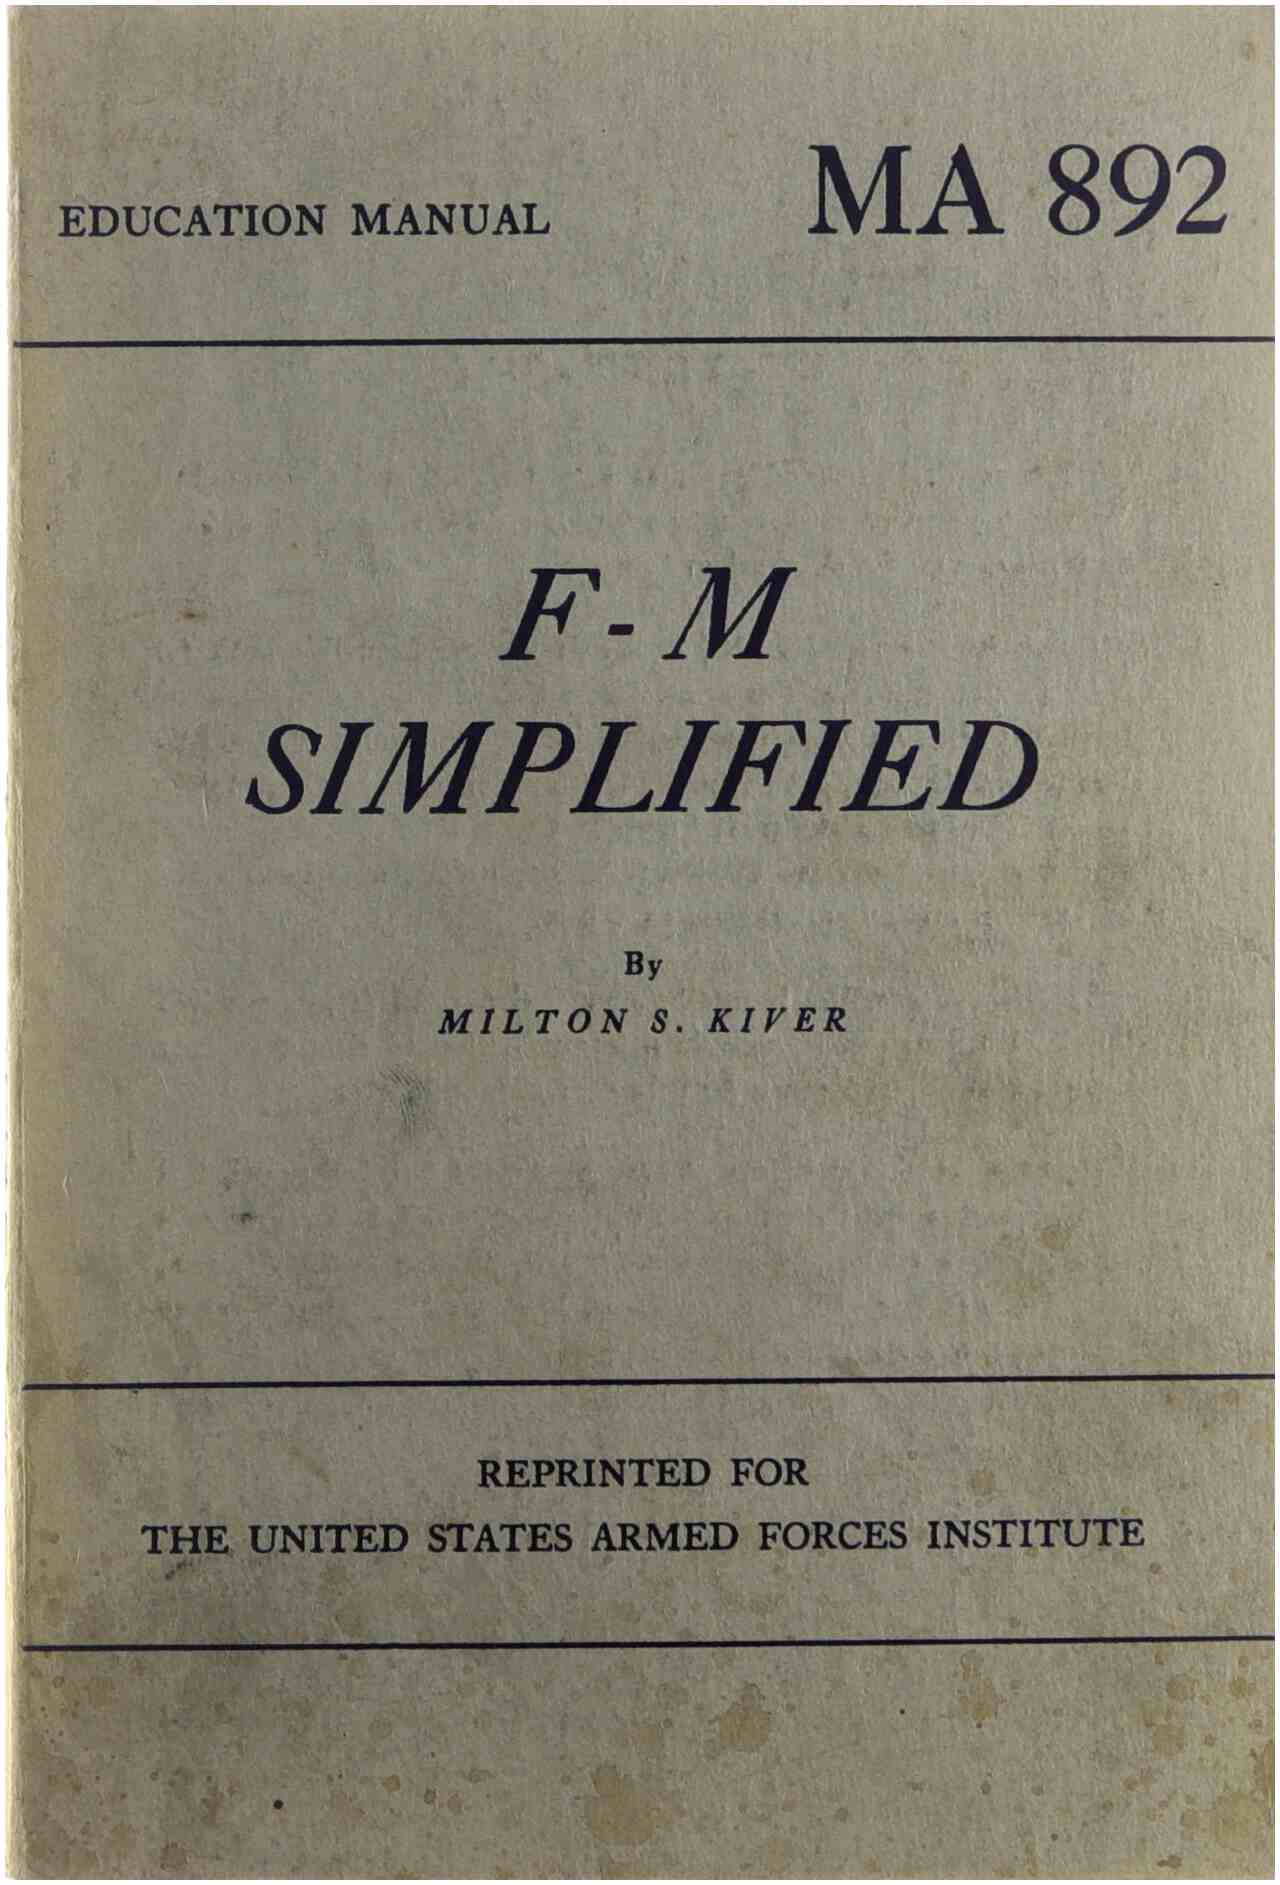 EDUCATION MANUAL
MA 892
F-M
SIMPLIFIED
By
MILTON S. KIVER
REPRINTED FOR
THE UNITED STATES ARMED FORCES INSTITUTE